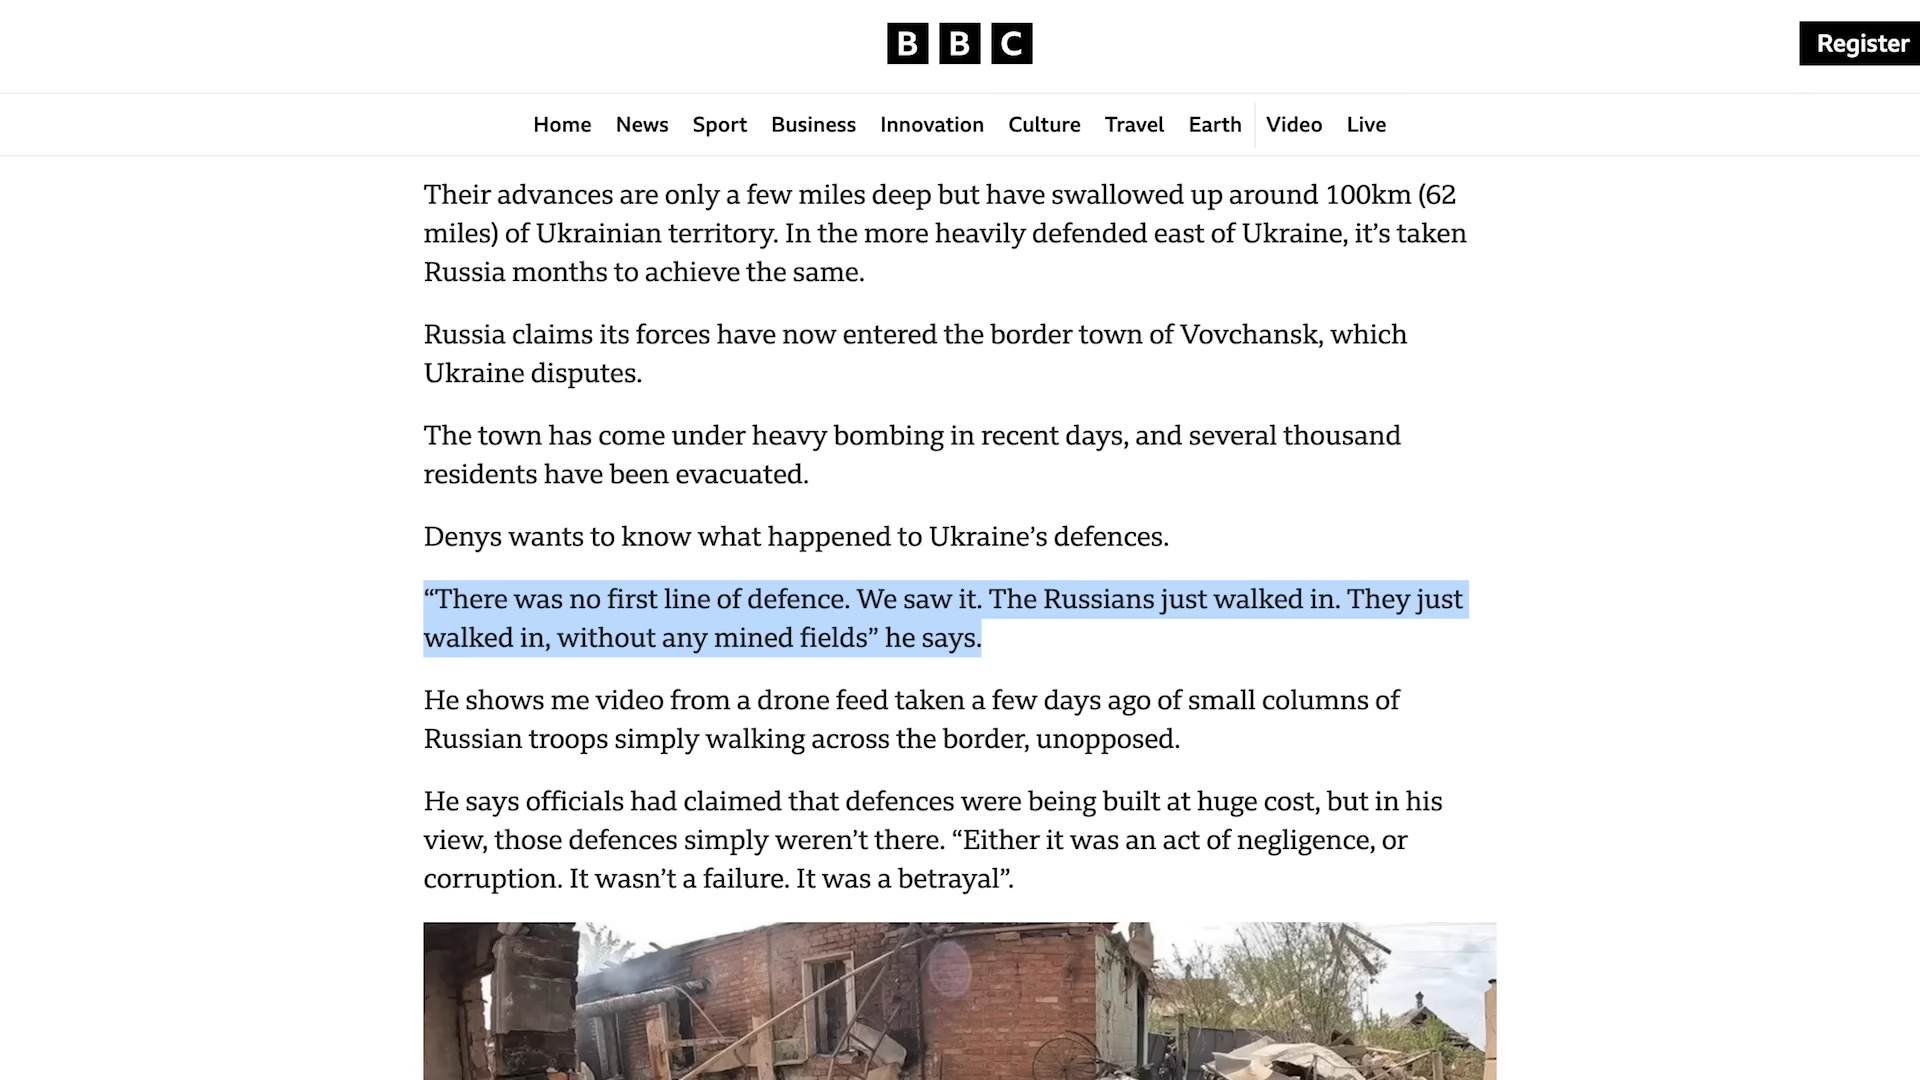 BBC
Register
Home News Sport Business Innovation Culture Travel Earth Video Live
Their advances are only a few miles deep but have swallowed up around 100km (62
miles) of Ukrainian territory. In the more heavily defended east of Ukraine, it’s taken
Russia months to achieve the same.
Russia claims its forces have now entered the border town of Vovchansk, which
Ukraine disputes.
The town has come under heavy bombing in recent days, and several thousand
residents have been evacuated.
Denys wants to know what happened to Ukraine’s defences.
“There was no first line of defence. We saw it. The Russians just walked in. They just
walked in, without any mined fields” he says.
He shows me video from a drone feed taken a few days ago of small columns of
Russian troops simply walking across the border, unopposed.
He says officials had claimed that defences were being built at huge cost, but in his
view, those defences simply weren’t there. “Either it was an act of negligence, or
corruption. It wasn’t a failure. It was a betrayal”.